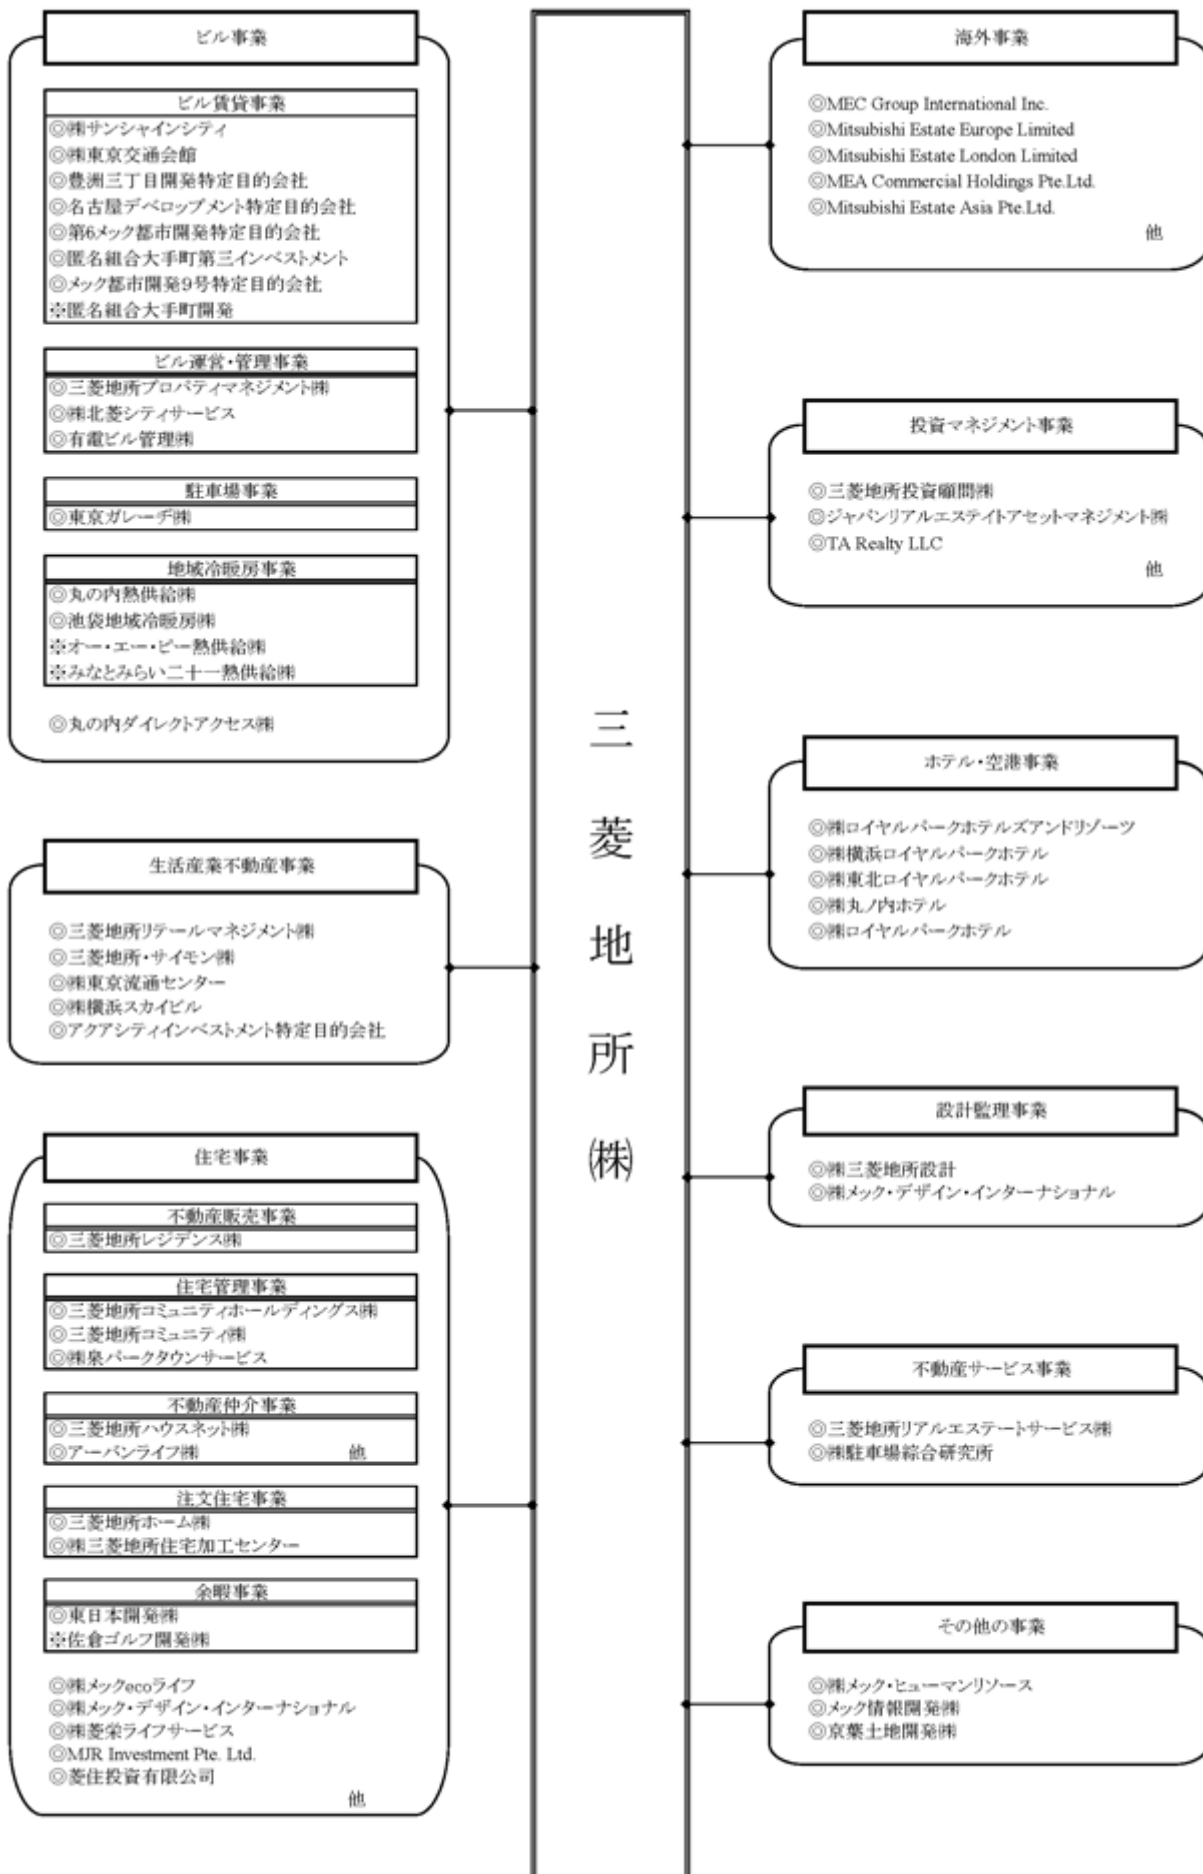 ビル事業
ビル賃貸事業
◎㈱サンシャインシティ
◎㈱東京交通会館
◎豊洲三丁目開発特定目的会社
◎名古屋デベロップメント特定目的会社
◎第6メック都市開発特定目的会社
◎匿名組合大手町第三インベストメント
◎メック都市開発9号特定目的会社
※匿名組合大手町開発
ビル運営・管理事業
◎三菱地所プロパティマネジメント㈱
◎㈱北菱シティサービス
◎有電ビル管理㈱
駐車場事業
◎東京ガレーヂ㈱
地域冷暖房事業
◎丸の内熱供給㈱
◎池袋地域冷暖房㈱
※オー・エー・ピー熱供給㈱
※みなとみらい二十一熱供給㈱
◎丸の内ダイレクトアクセス㈱
生活産業不動産事業
◎三菱地所リテールマネジメント㈱
◎三菱地所・サイモン㈱
◎㈱東京流通センター
◎㈱横浜スカイビル
◎アクアシティインベストメント特定目的会社
住宅事業
不動産販売事業
◎三菱地所レジデンス㈱
住宅管理事業
◎三菱地所コミュニティホールディングス㈱
◎三菱地所コミュニティ㈱
◎㈱泉パークタウンサービス
不動産仲介事業
◎三菱地所ハウスネット㈱
◎アーバンライフ㈱ 他
注文住宅事業
◎三菱地所ホーム㈱
◎㈱三菱地所住宅加工センター
余暇事業
◎東日本開発㈱
※佐倉ゴルフ開発㈱
◎㈱メックecoライフ
◎㈱メック・デザイン・インターナショナル
◎㈱菱栄ライフサービス
◎MJR Investment Pte. Ltd.
◎菱住投資有限公司
他
三菱地所㈱
海外事業
◎MEC Group International Inc.
◎Mitsubishi Estate Europe Limited
◎Mitsubishi Estate London Limited
◎MEA Commercial Holdings Pte.Ltd.
◎Mitsubishi Estate Asia Pte.Ltd.
他
投資マネジメント事業
◎三菱地所投資顧問㈱
◎ジャパンリアルエステイトアセットマネジメント㈱
◎TA Realty LLC
他
ホテル・空港事業
◎㈱ロイヤルパークホテルズアンドリゾーツ
◎㈱横浜ロイヤルパークホテル
◎㈱東北ロイヤルパークホテル
◎㈱丸ノ内ホテル
◎㈱ロイヤルパークホテル
設計監理事業
◎㈱三菱地所設計
◎㈱メック・デザイン・インターナショナル
不動産サービス事業
◎三菱地所リアルエステートサービス㈱
◎㈱駐車場綜合研究所
その他の事業
◎㈱メック・ヒューマンリソース
◎メック情報開発㈱
◎京葉土地開発㈱